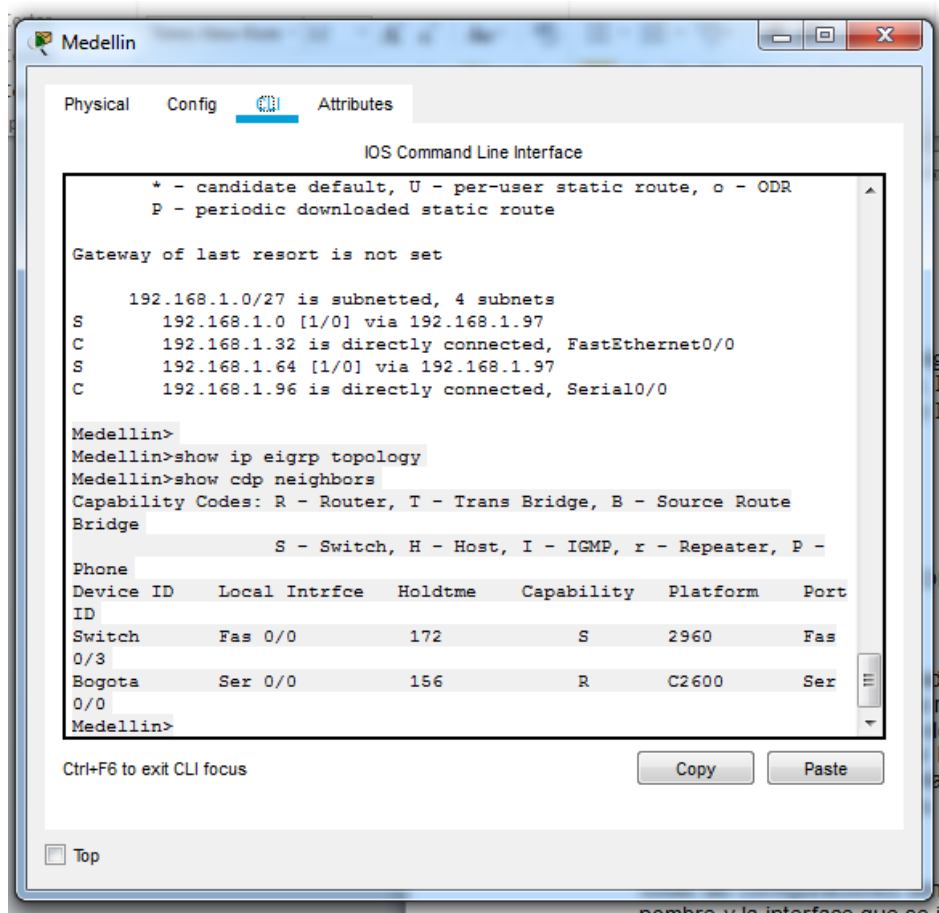 Medellin
Physical Config CLI Attributes
IOS Command Line Interface
* - candidate default, U - per-user static route, o - ODR
P - periodic downloaded static route
Gateway of last resort is not set
192.168.1.0/27 is subnetted, 4 subnets
S 192.168.1.0 [1/0] via 192.168.1.97
C 192.168.1.32 is directly connected, FastEthernet0/0
S 192.168.1.64 [1/0] via 192.168.1.97
C 192.168.1.96 is directly connected, Serial0/0
Medellin>
Medellin>show ip eigrp topology
Medellin>show cdp neighbors
Capability Codes: R - Router, T - Trans Bridge, B - Source Route
Bridge
S - Switch, H - Host, I - IGMP, r - Repeater, P -
Phone
Device ID Local Intrfce Holdtme Capability Platform Port
ID
Switch Fas 0/0 172 S 2960 Fas
0/3
Bogota Ser 0/0 156 R C2600 Ser
0/0
Medellin>
Ctrl+F6 to exit CLI focus
Copy Paste
Top